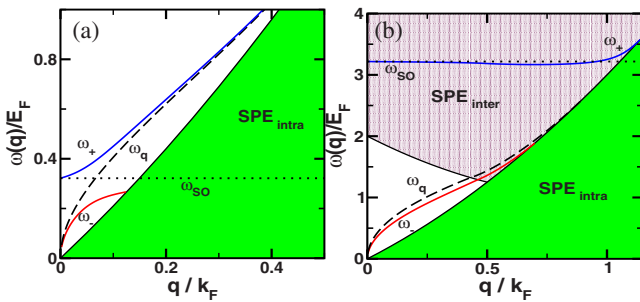 (a)
ω(q)/E_F
0.8
0.4
0
ω_+
ω_q
ω_-
ω_SO
SPE_intra
0
0.2
0.4
q / k_F
(b)
ω(q)/E_F
4
3
2
1
0
ω_+
ω_SO
SPE_inter
ω_q
ω_-
SPE_intra
0
0.5
1
q / k_F